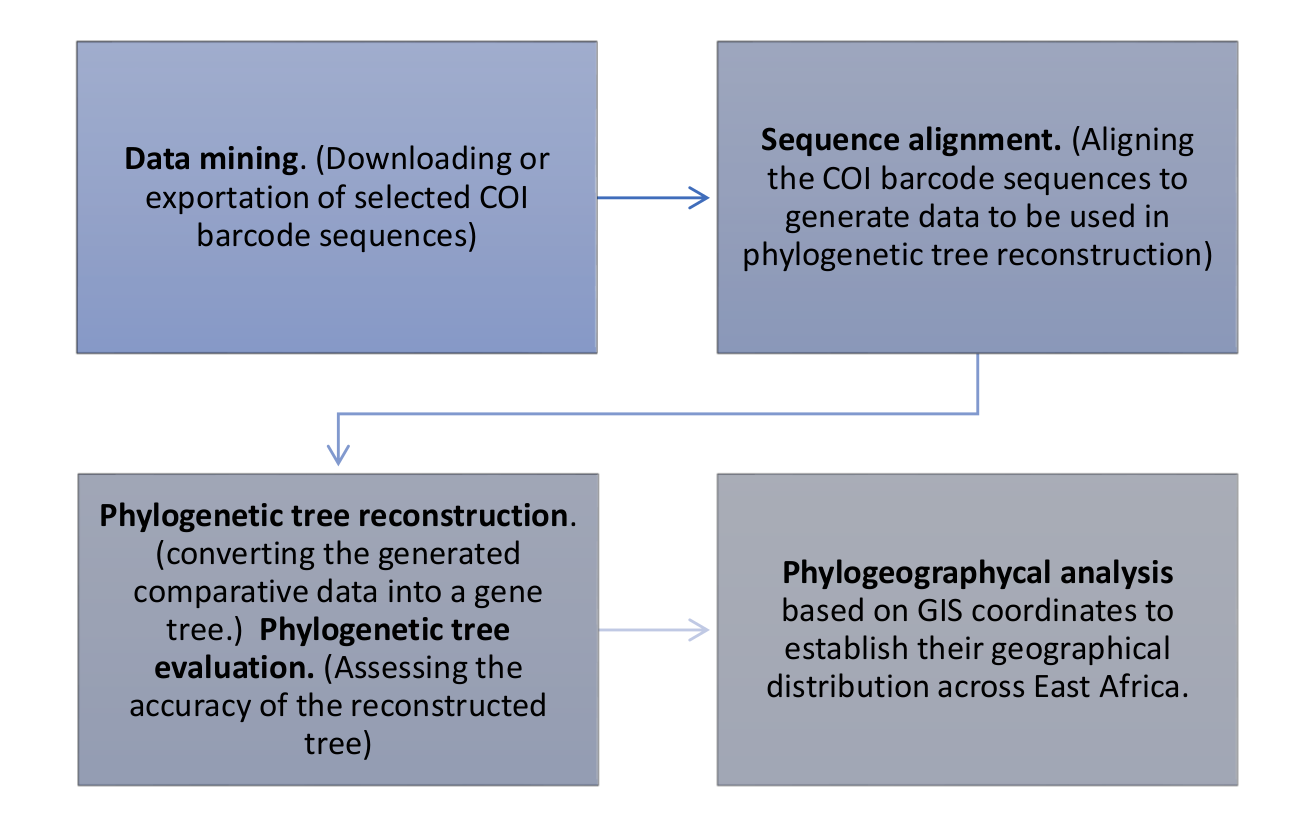 Data mining. (Downloading or
exportation of selected COI
barcode sequences)
Sequence alignment. (Aligning
the COI barcode sequences to
generate data to be used in
phylogenetic tree reconstruction)
Phylogenetic tree reconstruction.
(converting the generated
comparative data into a gene
tree.)  Phylogenetic tree
evaluation. (Assessing the
accuracy of the reconstructed
tree)
Phylogeographycal analysis
based on GIS coordinates to
establish their geographical
distribution across East Africa.